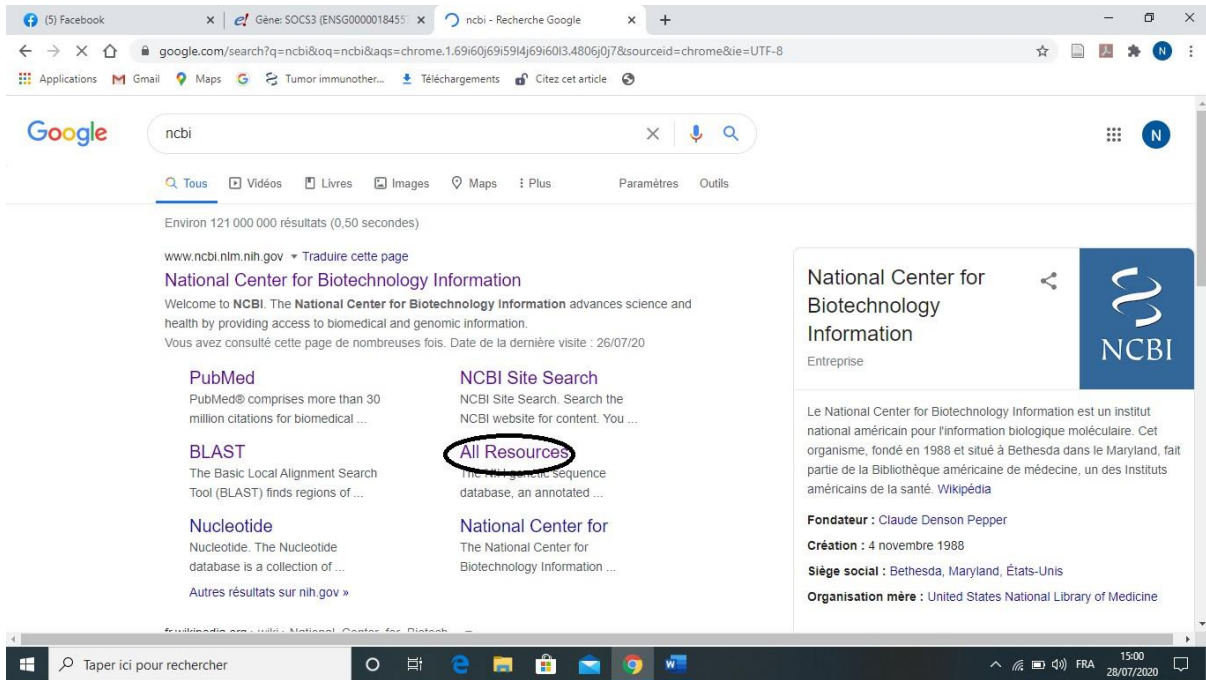 (5) Facebook
Gène: SOCS3 (ENSG0000018455
ncbi - Recherche Google
google.com/search?q=ncbi&oq=ncbi&aqs=chrome.1.69i60j69i59l4j69i60l3.4806j0j7&sourceid=chrome&ie=UTF-8
N
Applications
Gmail
Maps
Tumor immunother...
Téléchargements
Citez cet article
Google
ncbi
N
Tous
Vidéos
Livres
Images
Maps
Plus
Paramètres
Outils
Environ 121 000 000 résultats (0,50 secondes)
www.ncbi.nlm.nih.gov
Traduire cette page
National Center for Biotechnology Information
Welcome to NCBI. The National Center for Biotechnology Information advances science and
health by providing access to biomedical and genomic information.
Vous avez consulté cette page de nombreuses fois. Date de la dernière visite : 26/07/20
PubMed
PubMed® comprises more than 30
million citations for biomedical ...
NCBI Site Search
NCBI Site Search. Search the
NCBI website for content. You ...
BLAST
The Basic Local Alignment Search
Tool (BLAST) finds regions of ...
All Resources
The NIH genetic sequence
database, an annotated ...
Nucleotide
Nucleotide. The Nucleotide
database is a collection of ...
National Center for
The National Center for
Biotechnology Information ...
Autres résultats sur nih.gov »
National Center for
Biotechnology
Information
Entreprise
NCBI
Le National Center for Biotechnology Information est un institut
national américain pour l'information biologique moléculaire. Cet
organisme, fondé en 1988 et situé à Bethesda dans le Maryland, fait
partie de la Bibliothèque américaine de médecine, un des Instituts
américains de la santé. Wikipédia
Fondateur : Claude Denson Pepper
Création : 4 novembre 1988
Siège social : Bethesda, Maryland, États-Unis
Organisation mère : United States National Library of Medicine
Taper ici pour rechercher
FRA
15:00
28/07/2020